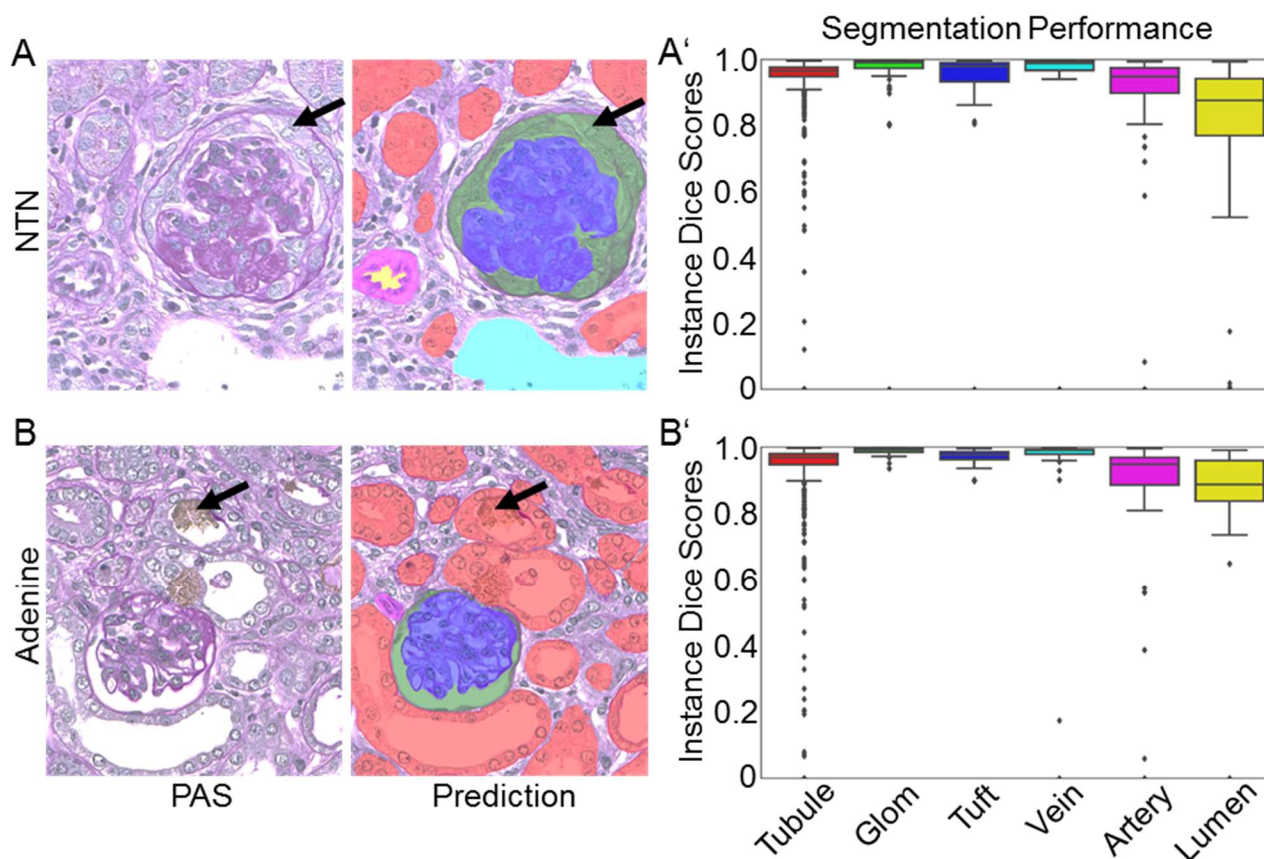 Segmentation Performance
A
A‘
NTN
Instance Dice Scores
1.0
0.8
0.6
0.4
0.2
0
B
B‘
Adenine
Instance Dice Scores
1.0
0.8
0.6
0.4
0.2
0
PAS
Prediction
Tubule
Glom
Tuft
Vein
Artery
Lumen